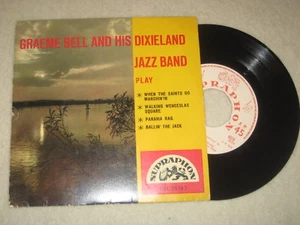 GRAEME BELL AND HIS DIXIELAND
JAZZ BAND
PLAY
WHEN THE SAINTS GO
MARCHIN'IN
WALKING WENCESLAS
SQUARE
PANAMA RAG
BALLIN' THE JACK
SUPRAPHON
SUPRAPHON
45